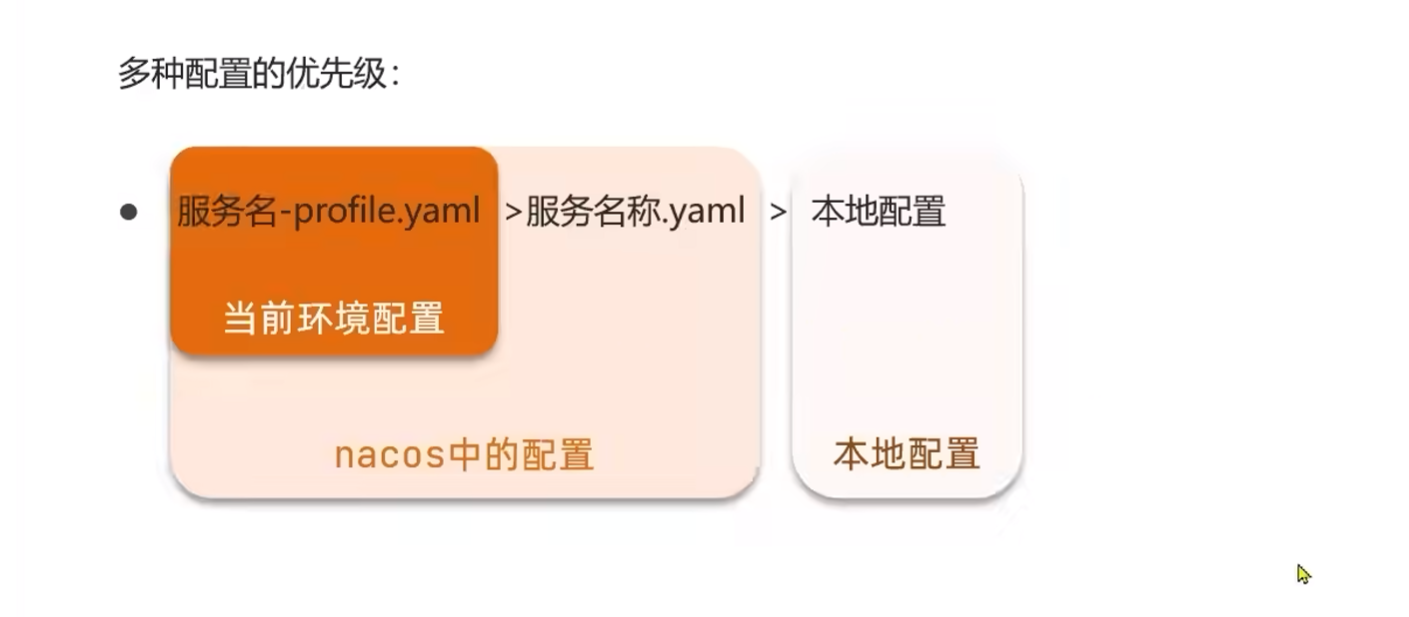 多种配置的优先级：
服务名-profile.yaml >服务名称.yaml > 本地配置
当前环境配置
nacos中的配置 本地配置